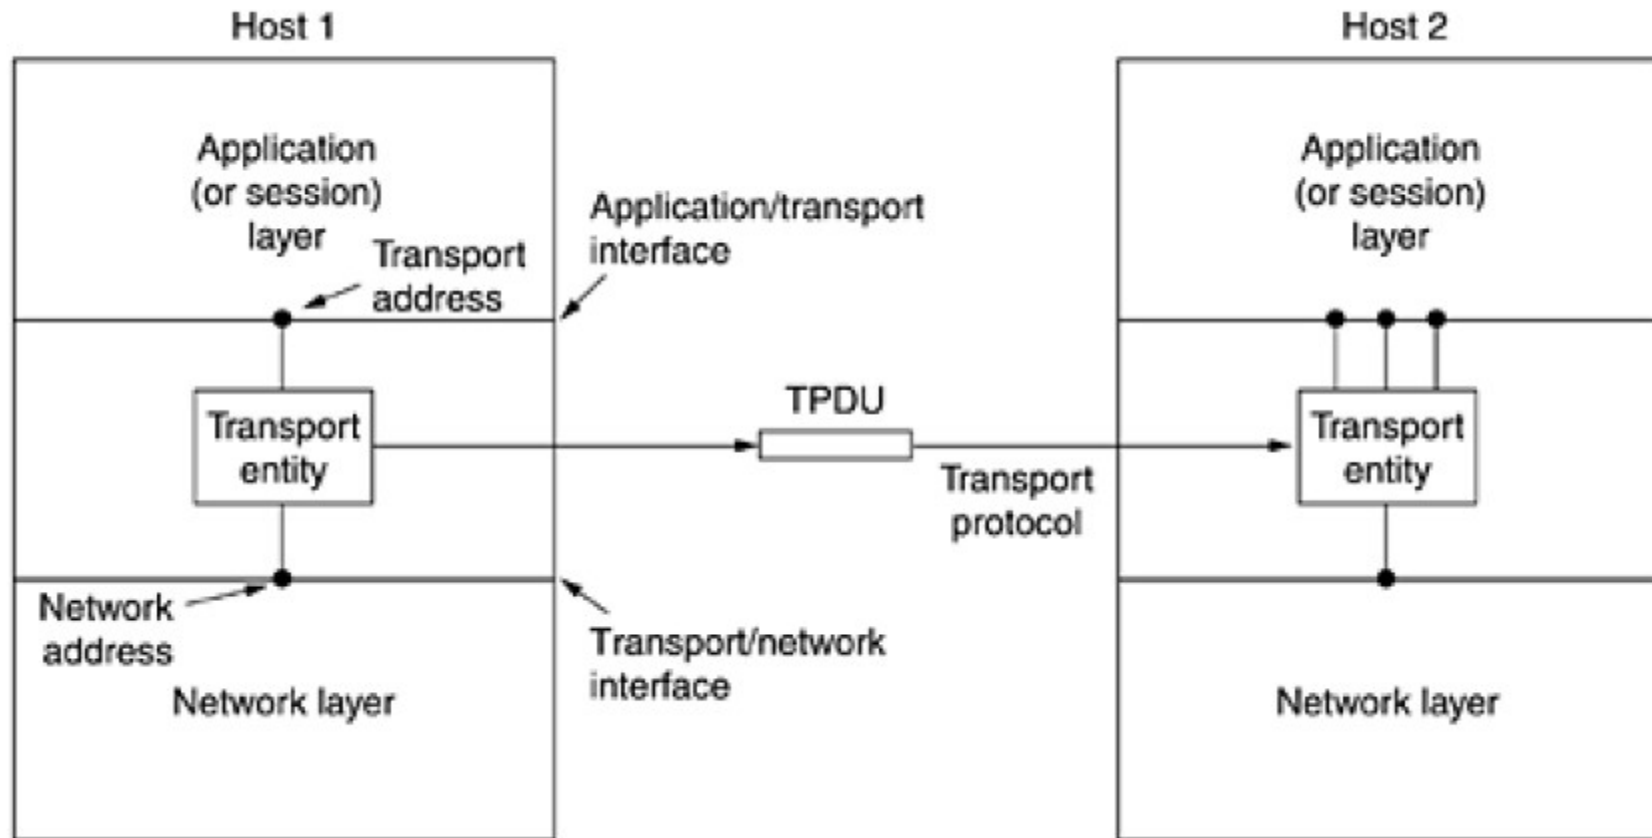 Host 1
Host 2
Application
(or session)
layer
Transport
address
Application/transport
interface
Application
(or session)
layer
Transport
entity
TPDU
Transport
protocol
Transport
entity
Network
address
Transport/network
interface
Network layer
Network layer